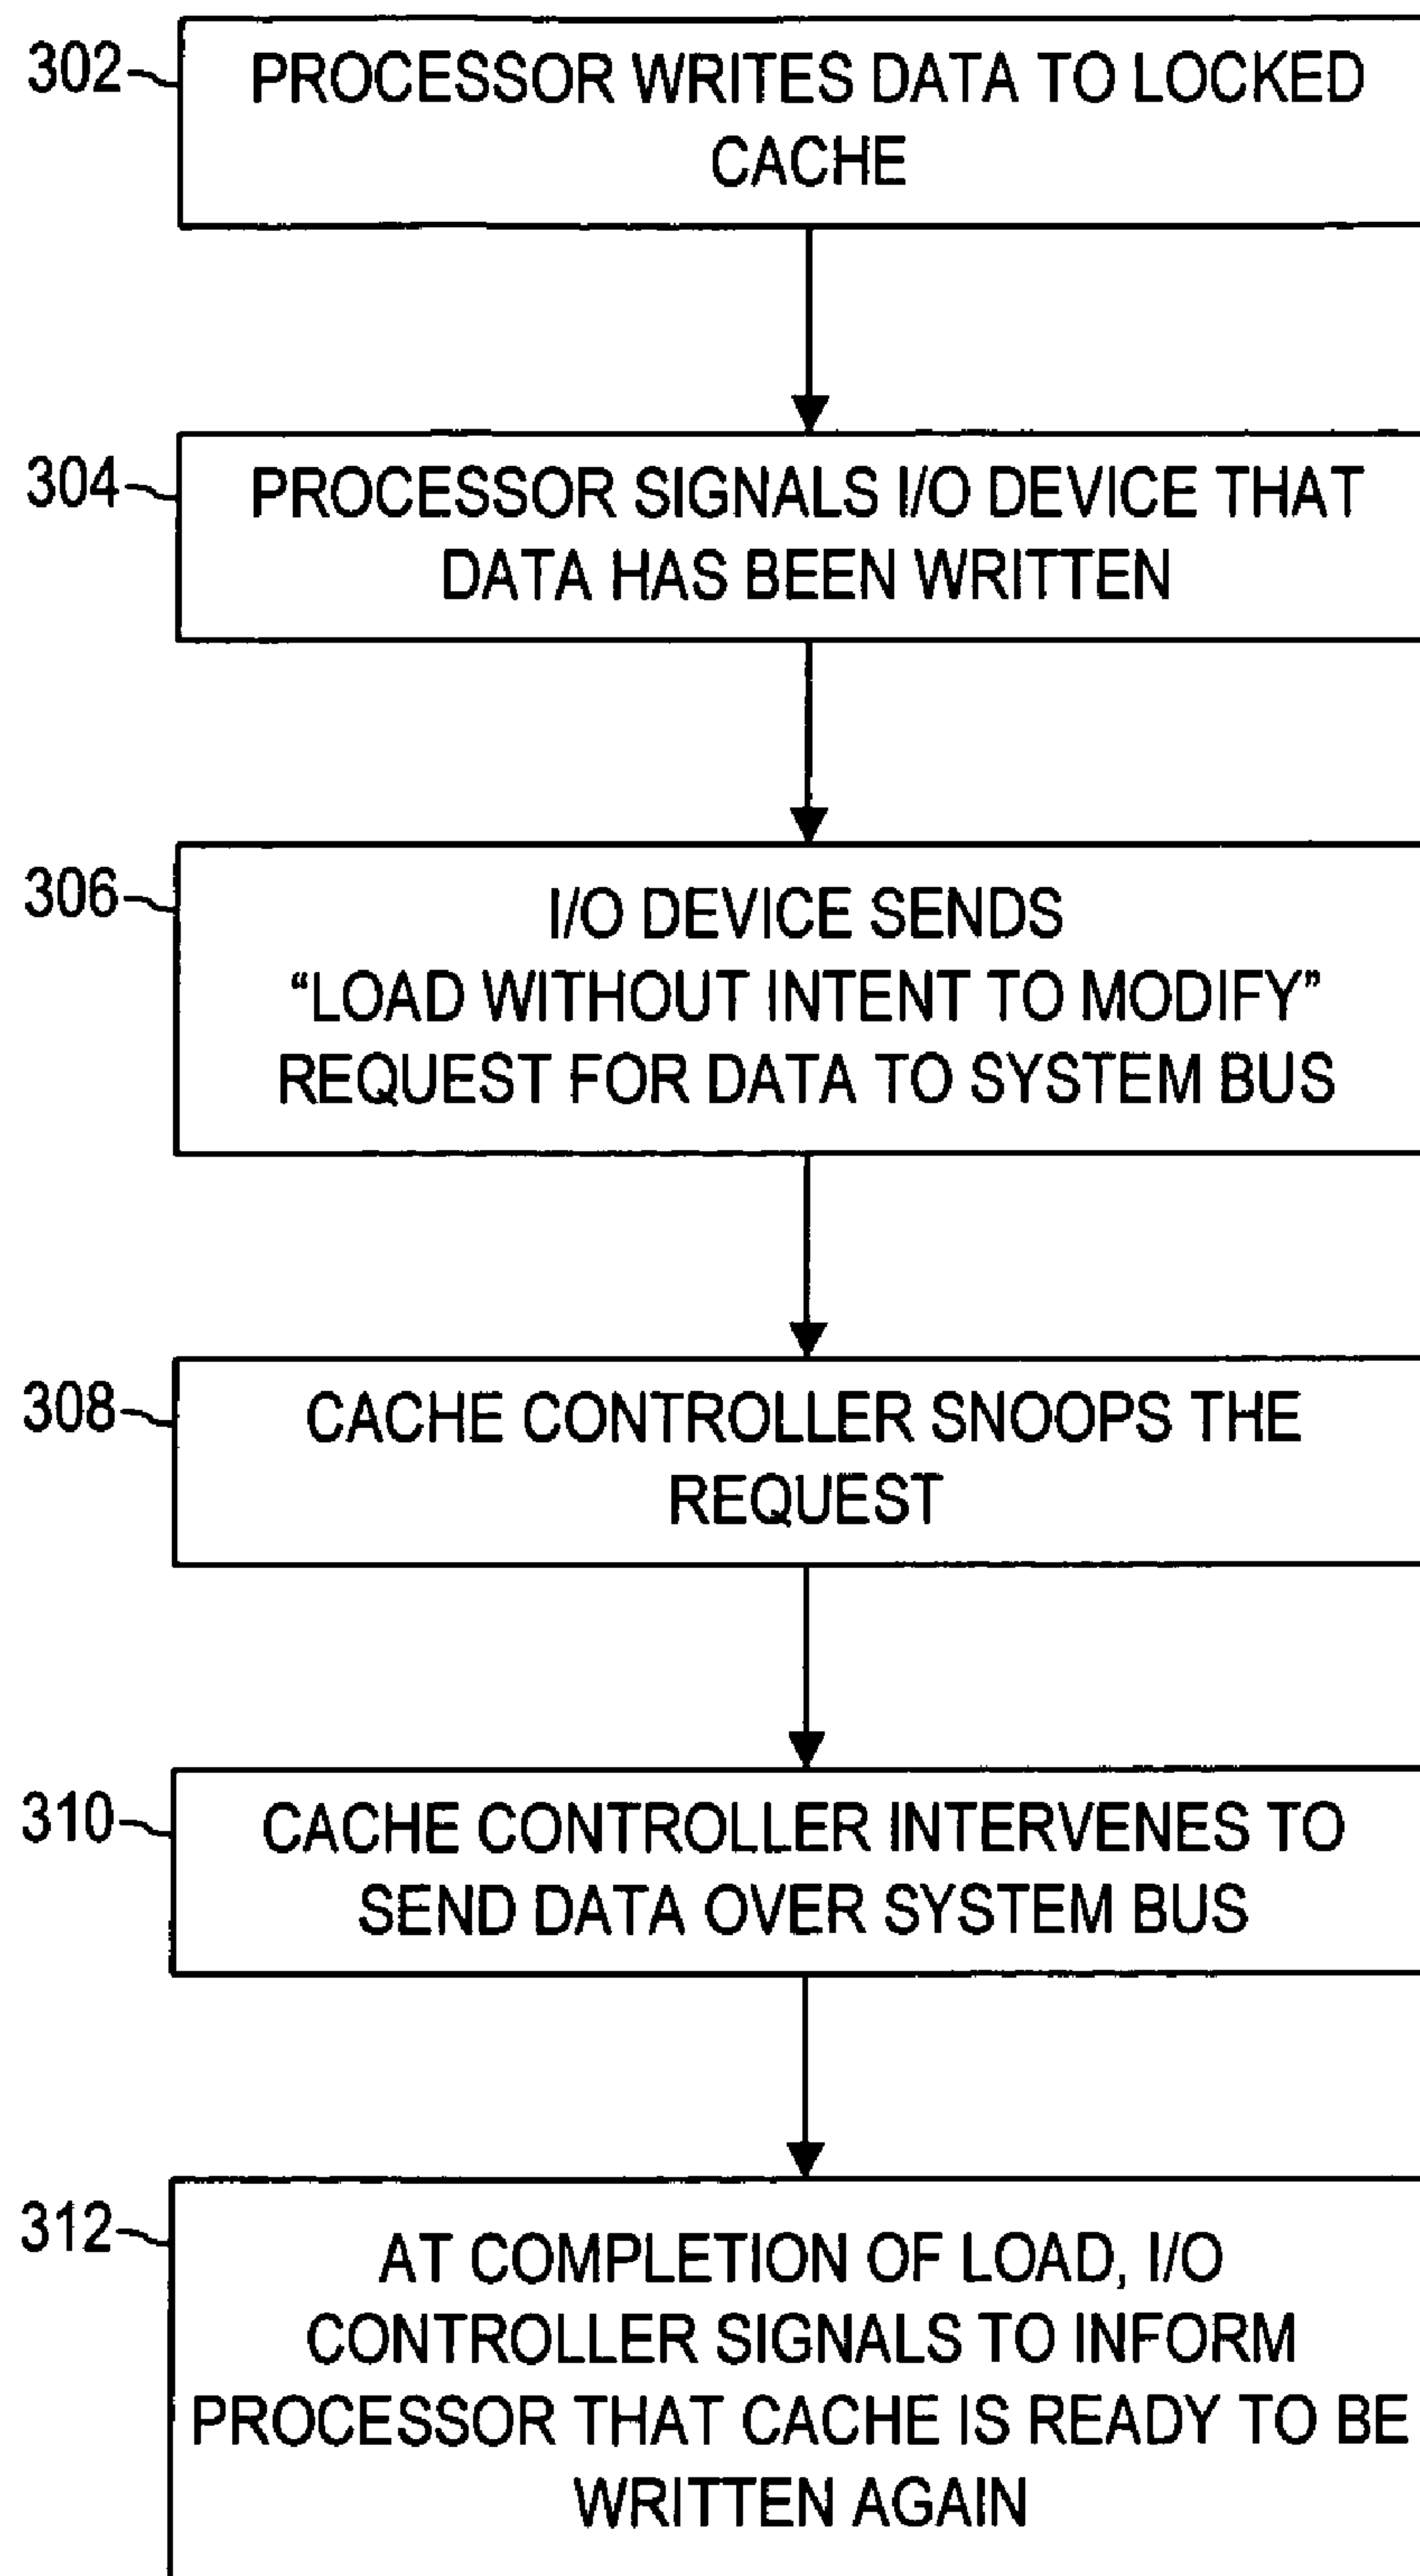 302
PROCESSOR WRITES DATA TO LOCKED
CACHE
304
PROCESSOR SIGNALS I/O DEVICE THAT
DATA HAS BEEN WRITTEN
306
I/O DEVICE SENDS
“LOAD WITHOUT INTENT TO MODIFY”
REQUEST FOR DATA TO SYSTEM BUS
308
CACHE CONTROLLER SNOOPS THE
REQUEST
310
CACHE CONTROLLER INTERVENES TO
SEND DATA OVER SYSTEM BUS
312
AT COMPLETION OF LOAD, I/O
CONTROLLER SIGNALS TO INFORM
PROCESSOR THAT CACHE IS READY TO BE
WRITTEN AGAIN